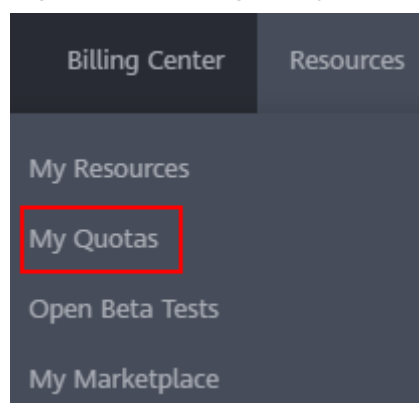 Billing Center Resources
My Resources
My Quotas
Open Beta Tests
My Marketplace